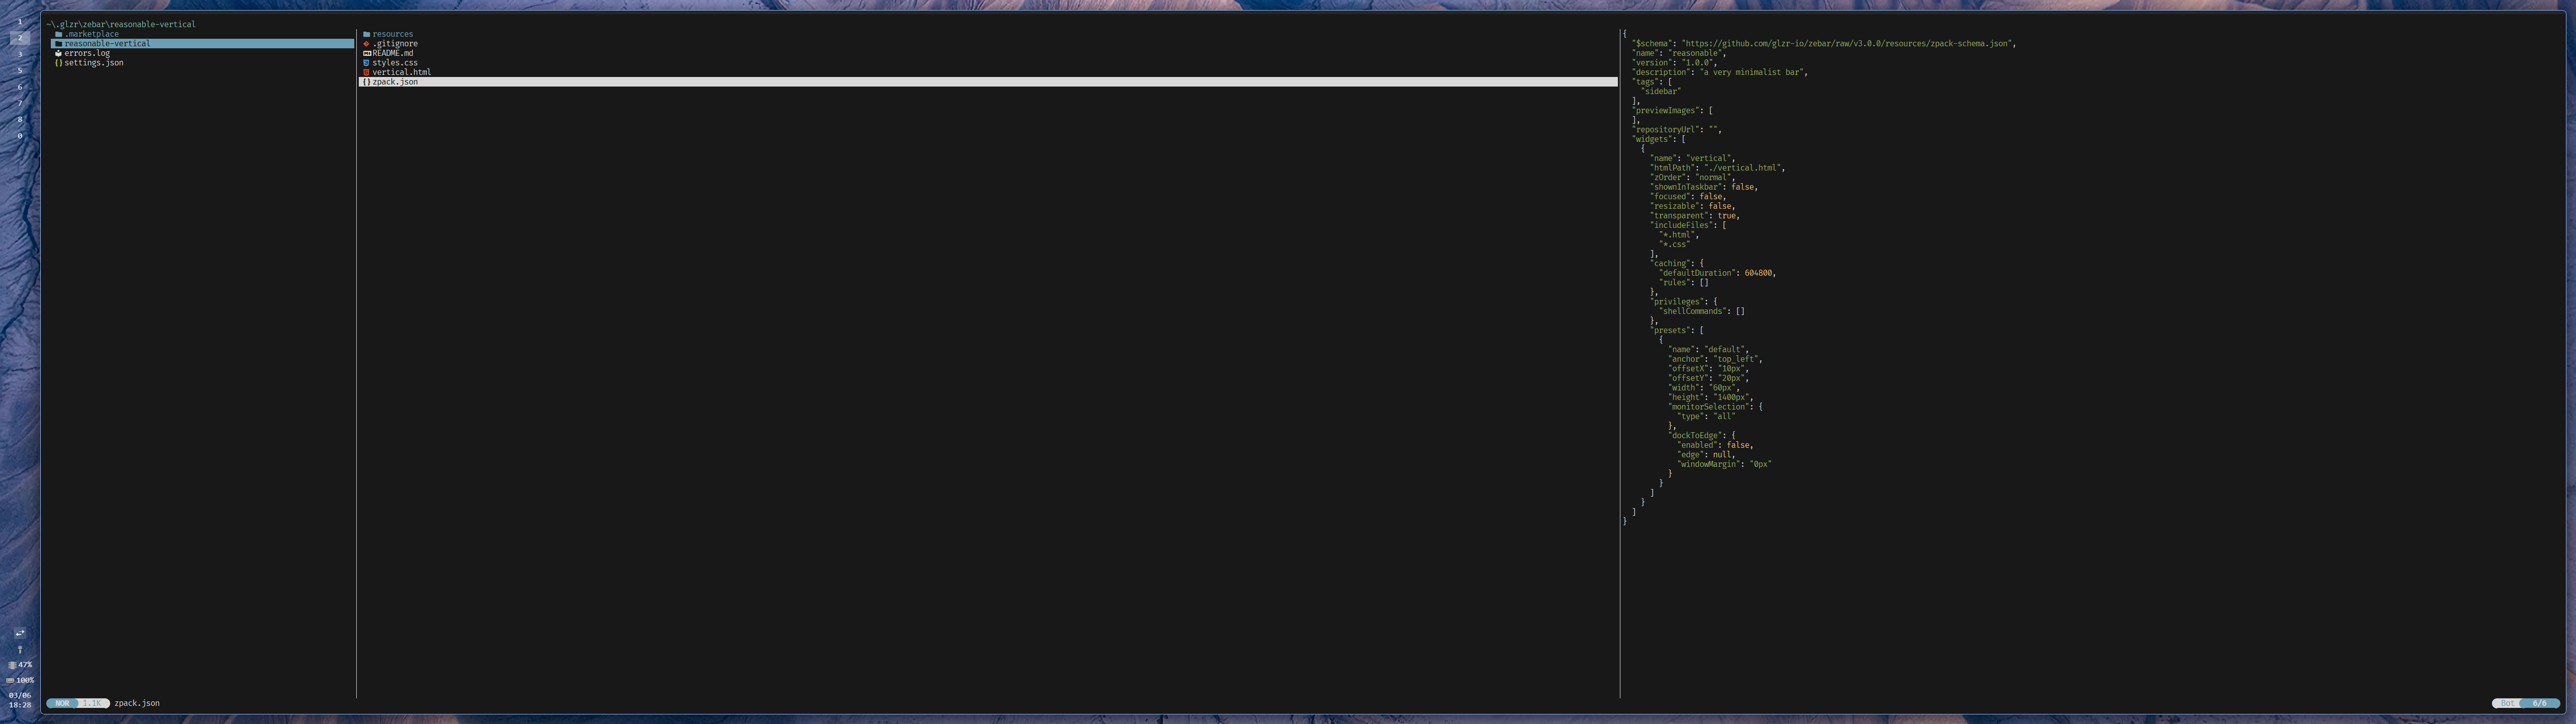 1
2
3
5
6
7
8
0
47%
100%
03/06
18:28
~\.glzr\zebar\reasonable-vertical
.marketplace
reasonable-vertical
errors.log
settings.json
resources
.gitignore
README.md
styles.css
vertical.html
zpack.json
{
"$schema": "https://github.com/glzr-io/zebar/raw/v3.0.0/resources/zpack-schema.json",
"name": "reasonable",
"version": "1.0.0",
"description": "a very minimalist bar",
"tags": [
"sidebar"
],
"previewImages": [
],
"repositoryUrl": "",
"widgets": [
{
"name": "vertical",
"htmlPath": "./vertical.html",
"zOrder": "normal",
"shownInTaskbar": false,
"focused": false,
"resizable": false,
"transparent": true,
"includeFiles": [
"*.html",
"*.css"
],
"caching": {
"defaultDuration": 604800,
"rules": []
},
"privileges": {
"shellCommands": []
},
"presets": [
{
"name": "default",
"anchor": "top_left",
"offsetX": "10px",
"offsetY": "20px",
"width": "60px",
"height": "1400px",
"monitorSelection": {
"type": "all"
},
"dockToEdge": {
"enabled": false,
"edge": null,
"windowMargin": "0px"
}
}
]
}
]
}
NOR 1.1K zpack.json
Bot 6/6